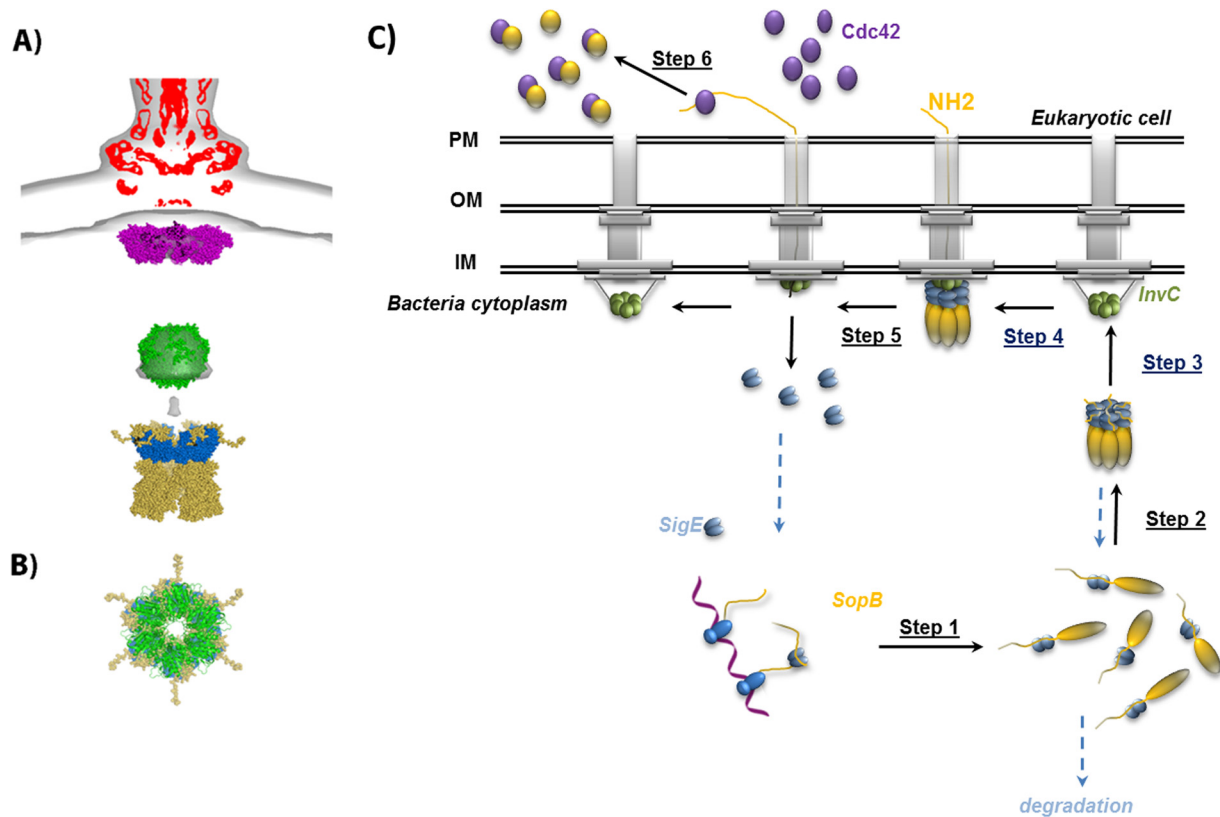 A)
C)
Cdc42
Step 6
NH2
Eukaryotic cell
PM
OM
IM
InvC
Bacteria cytoplasm
Step 5
Step 4
Step 3
Step 2
SigE
B)
SopB
Step 1
degradation